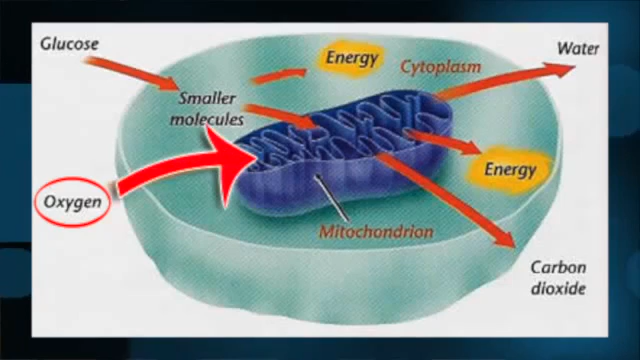 Glucose
Energy
Water
Cytoplasm
Smaller
molecules
Energy
Oxygen
Mitochondrion
Carbon
dioxide